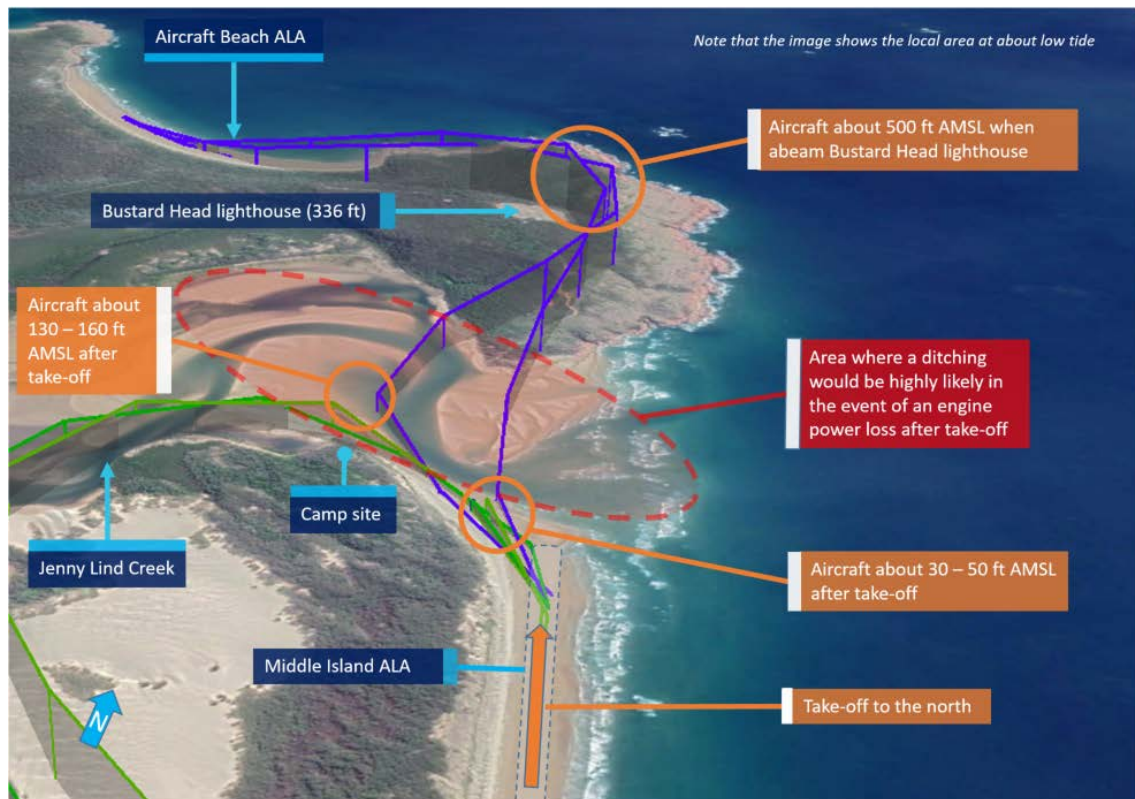 Aircraft Beach ALA
Note that the image shows the local area at about low tide
Aircraft about 500 ft AMSL when
abeam Bustard Head lighthouse
Bustard Head lighthouse (336 ft)
Aircraft about
130 – 160 ft
AMSL after
take-off
Area where a ditching
would be highly likely in
the event of an engine
power loss after take-off
Camp site
Jenny Lind Creek
Aircraft about 30 – 50 ft AMSL
after take-off
Middle Island ALA
Take-off to the north
N